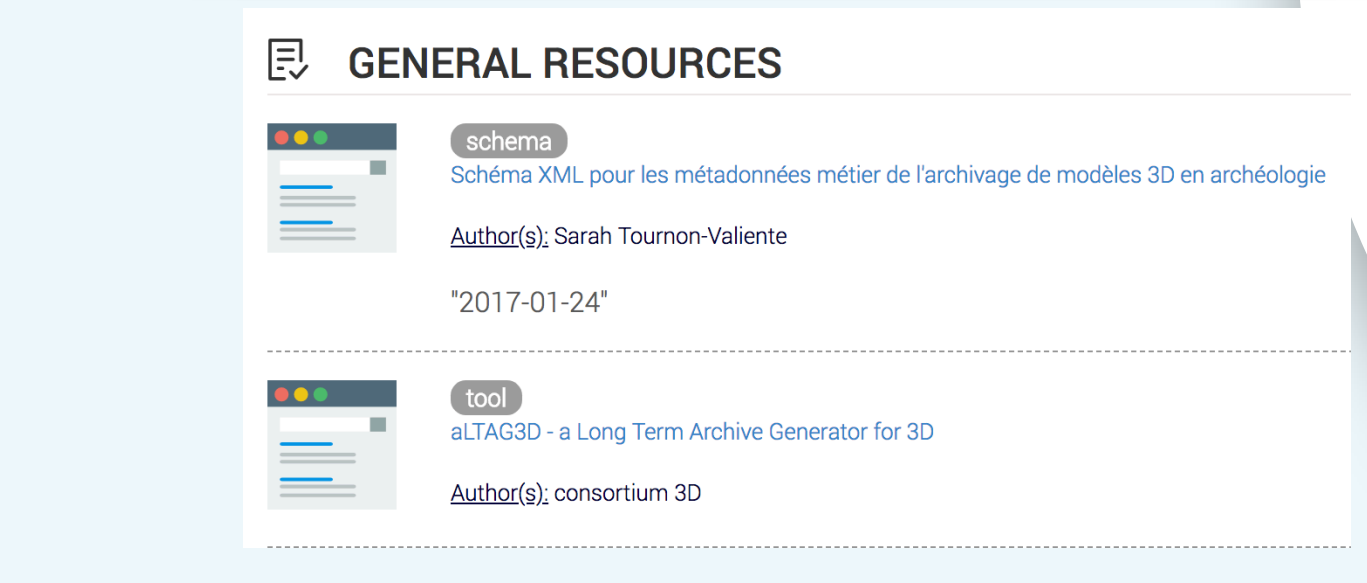 GENERAL RESOURCES
schema
Schéma XML pour les métadonnées métier de l'archivage de modèles 3D en archéologie
Author(s): Sarah Tournon-Valiente
"2017-01-24"
tool
aLTAG3D - a Long Term Archive Generator for 3D
Author(s): consortium 3D